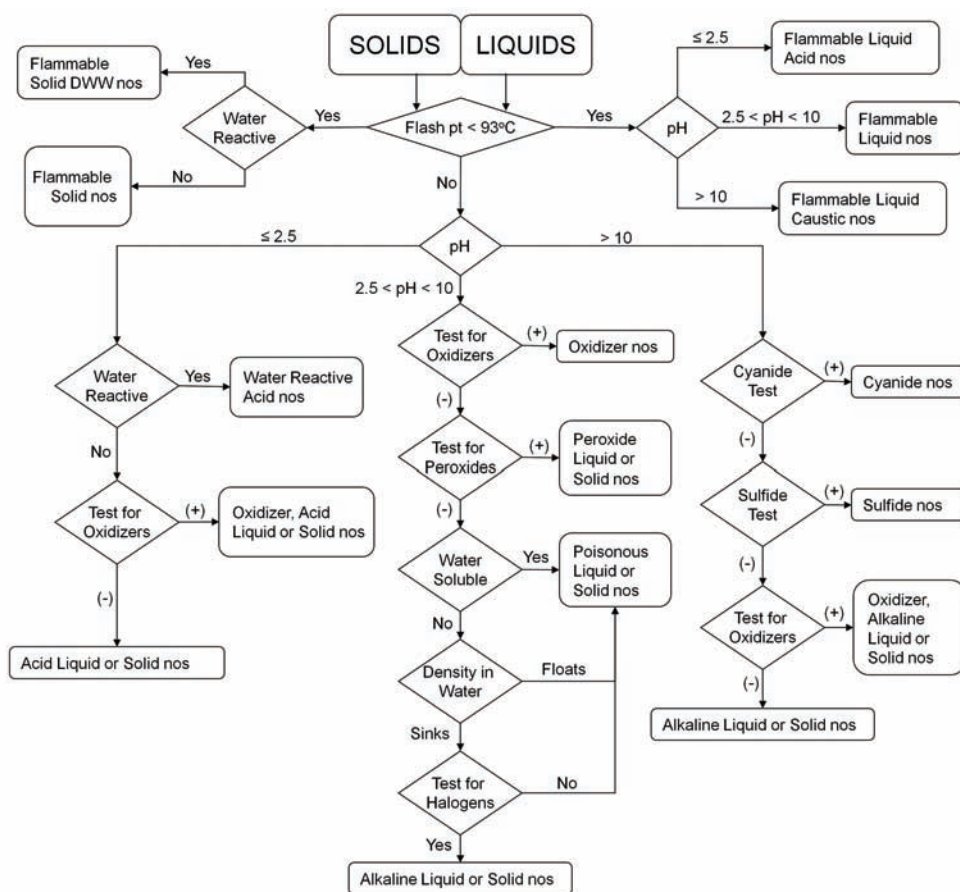 SOLIDS
LIQUIDS
≤ 2.5
Flammable Liquid
Acid nos
Flammable
Solid DWW nos
Yes
Water
Reactive
Yes
Flash pt < 93ºC
Yes
pH
2.5 < pH < 10
Flammable
Liquid nos
No
Flammable
Solid nos
No
> 10
Flammable Liquid
Caustic nos
≤ 2.5
pH
> 10
2.5 < pH < 10
Test for
Oxidizers
(+)
Oxidizer nos
Water
Reactive
Yes
Water Reactive
Acid nos
(-)
Cyanide
Test
(+)
Cyanide nos
No
Test for
Peroxides
(+)
Peroxide
Liquid or
Solid nos
(-)
Test for
Oxidizers
(+)
Oxidizer, Acid
Liquid or Solid nos
(-)
Sulfide
Test
(+)
Sulfide nos
Water
Soluble
Yes
Poisonous
Liquid or
Solid nos
(-)
(-)
No
Test for
Oxidizers
(+)
Oxidizer,
Alkaline
Liquid or
Solid nos
Acid Liquid or Solid nos
Density in
Water
Floats
(-)
Sinks
Alkaline Liquid or Solid nos
Test for
Halogens
No
Yes
Alkaline Liquid or Solid nos